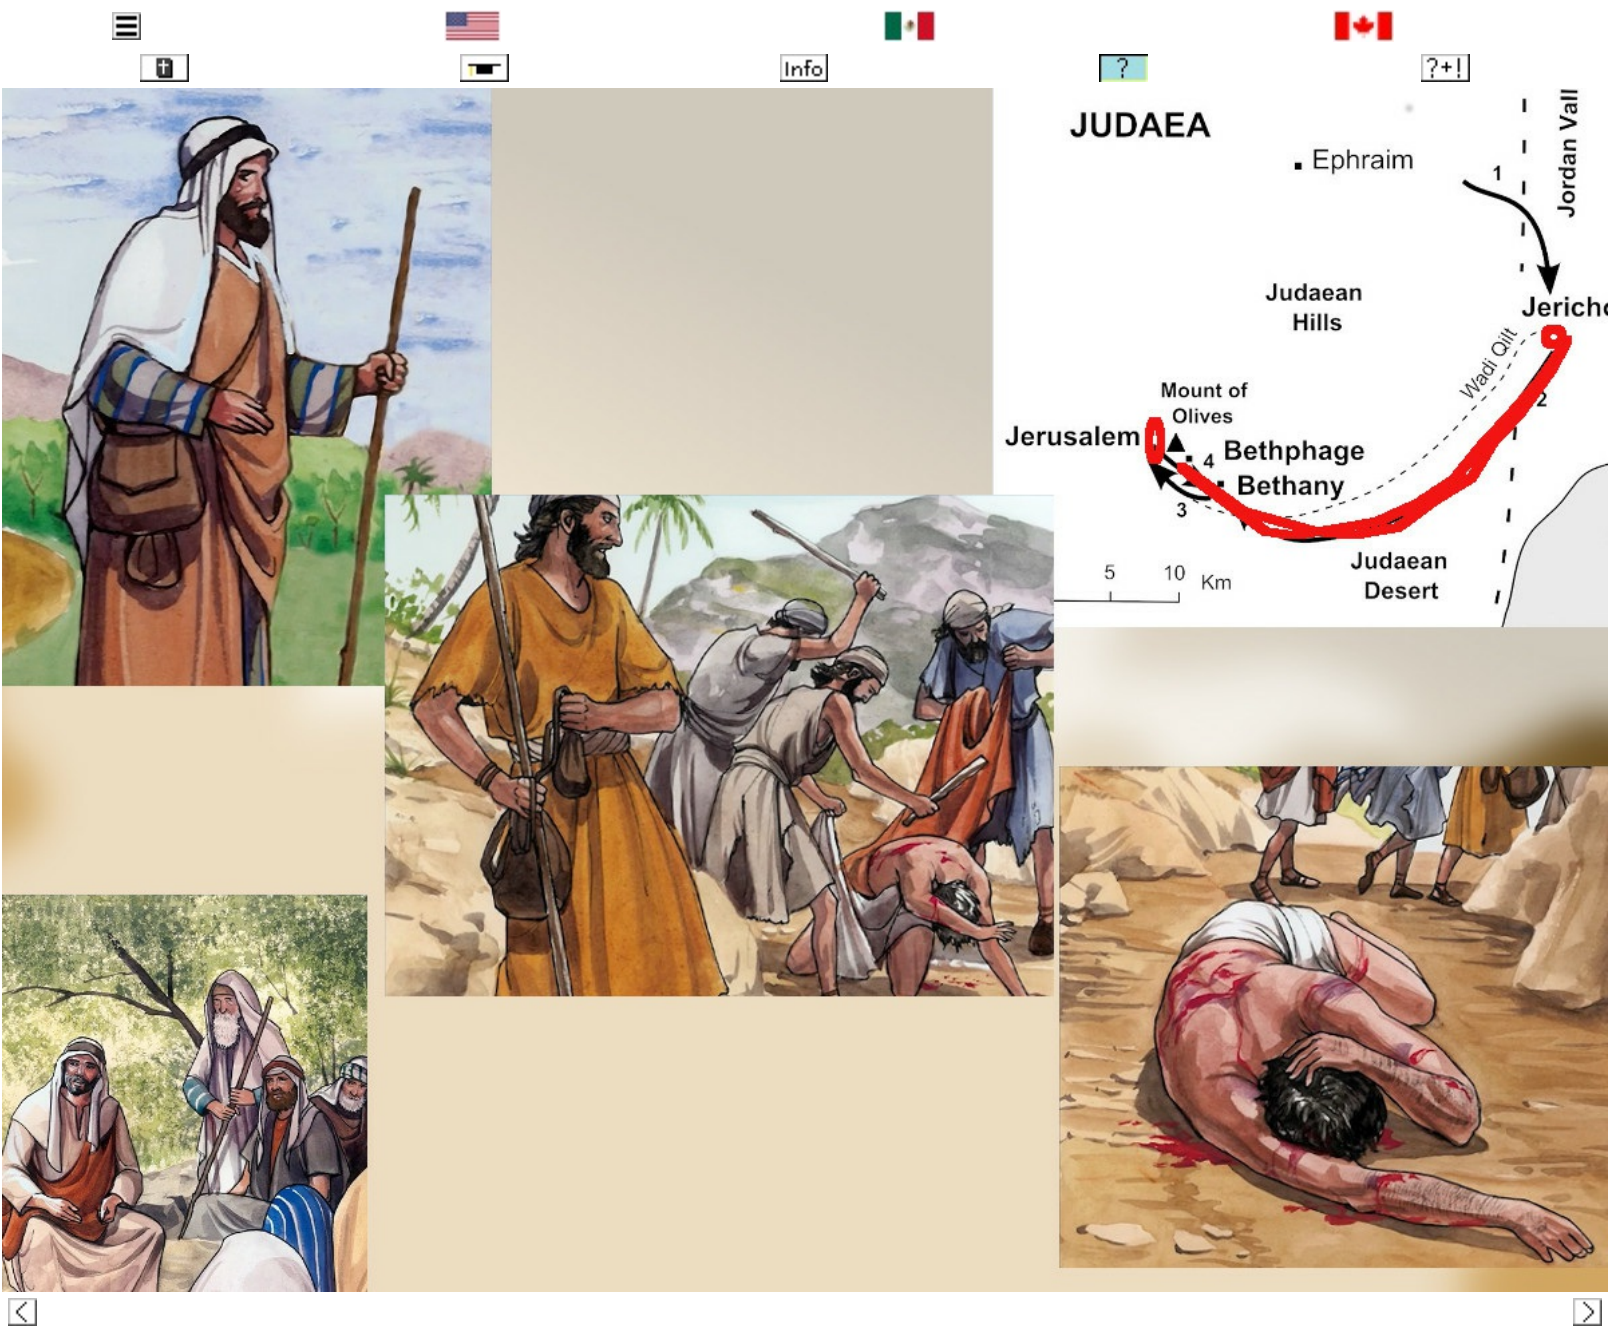 Info
?
?+!
JUDAEA
Ephraim
1
Jordan Vall
Judaean
Hills
Jericho
Wadi Qilt
2
Mount of
Olives
Jerusalem
4
Bethphage
Bethany
3
Judaean
Desert
5
10
Km